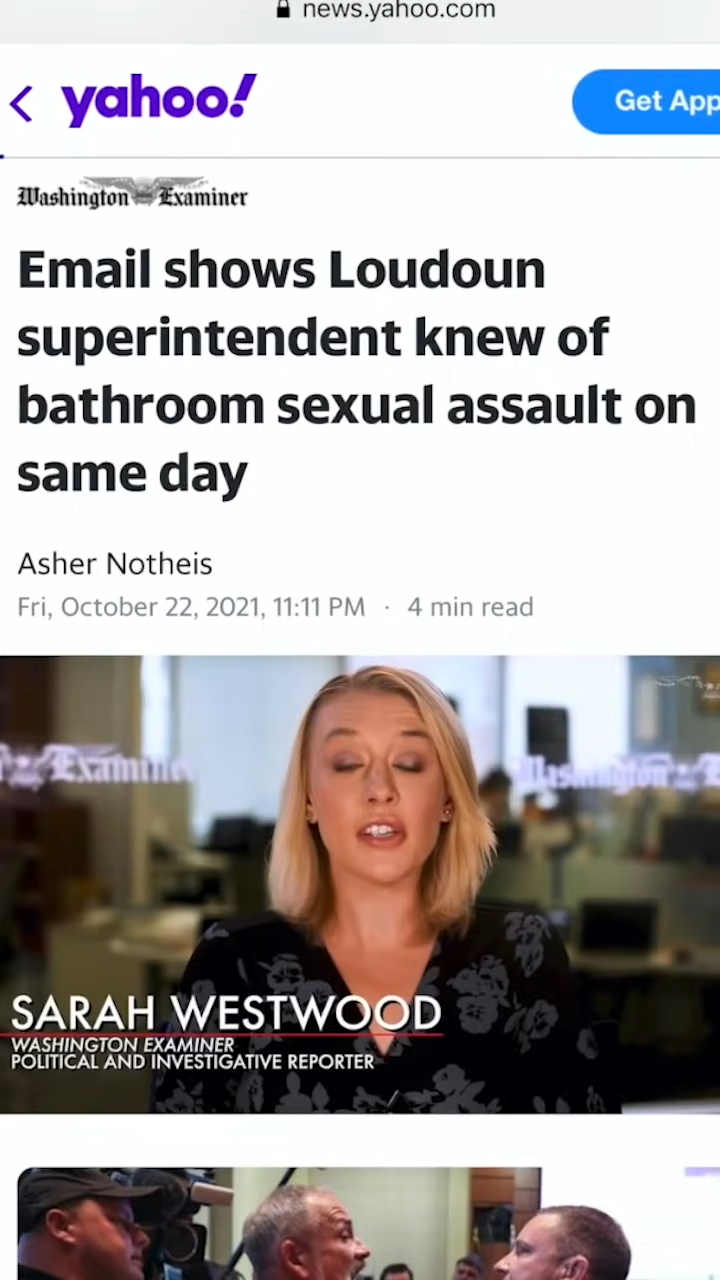 news.yahoo.com
yahoo!
Get App
Washington Examiner
Email shows Loudoun
superintendent knew of
bathroom sexual assault on
same day
Asher Notheis
Fri, October 22, 2021, 11:11 PM · 4 min read
Examiner
Washington
SARAH WESTWOOD
WASHINGTON EXAMINER
POLITICAL AND INVESTIGATIVE REPORTER